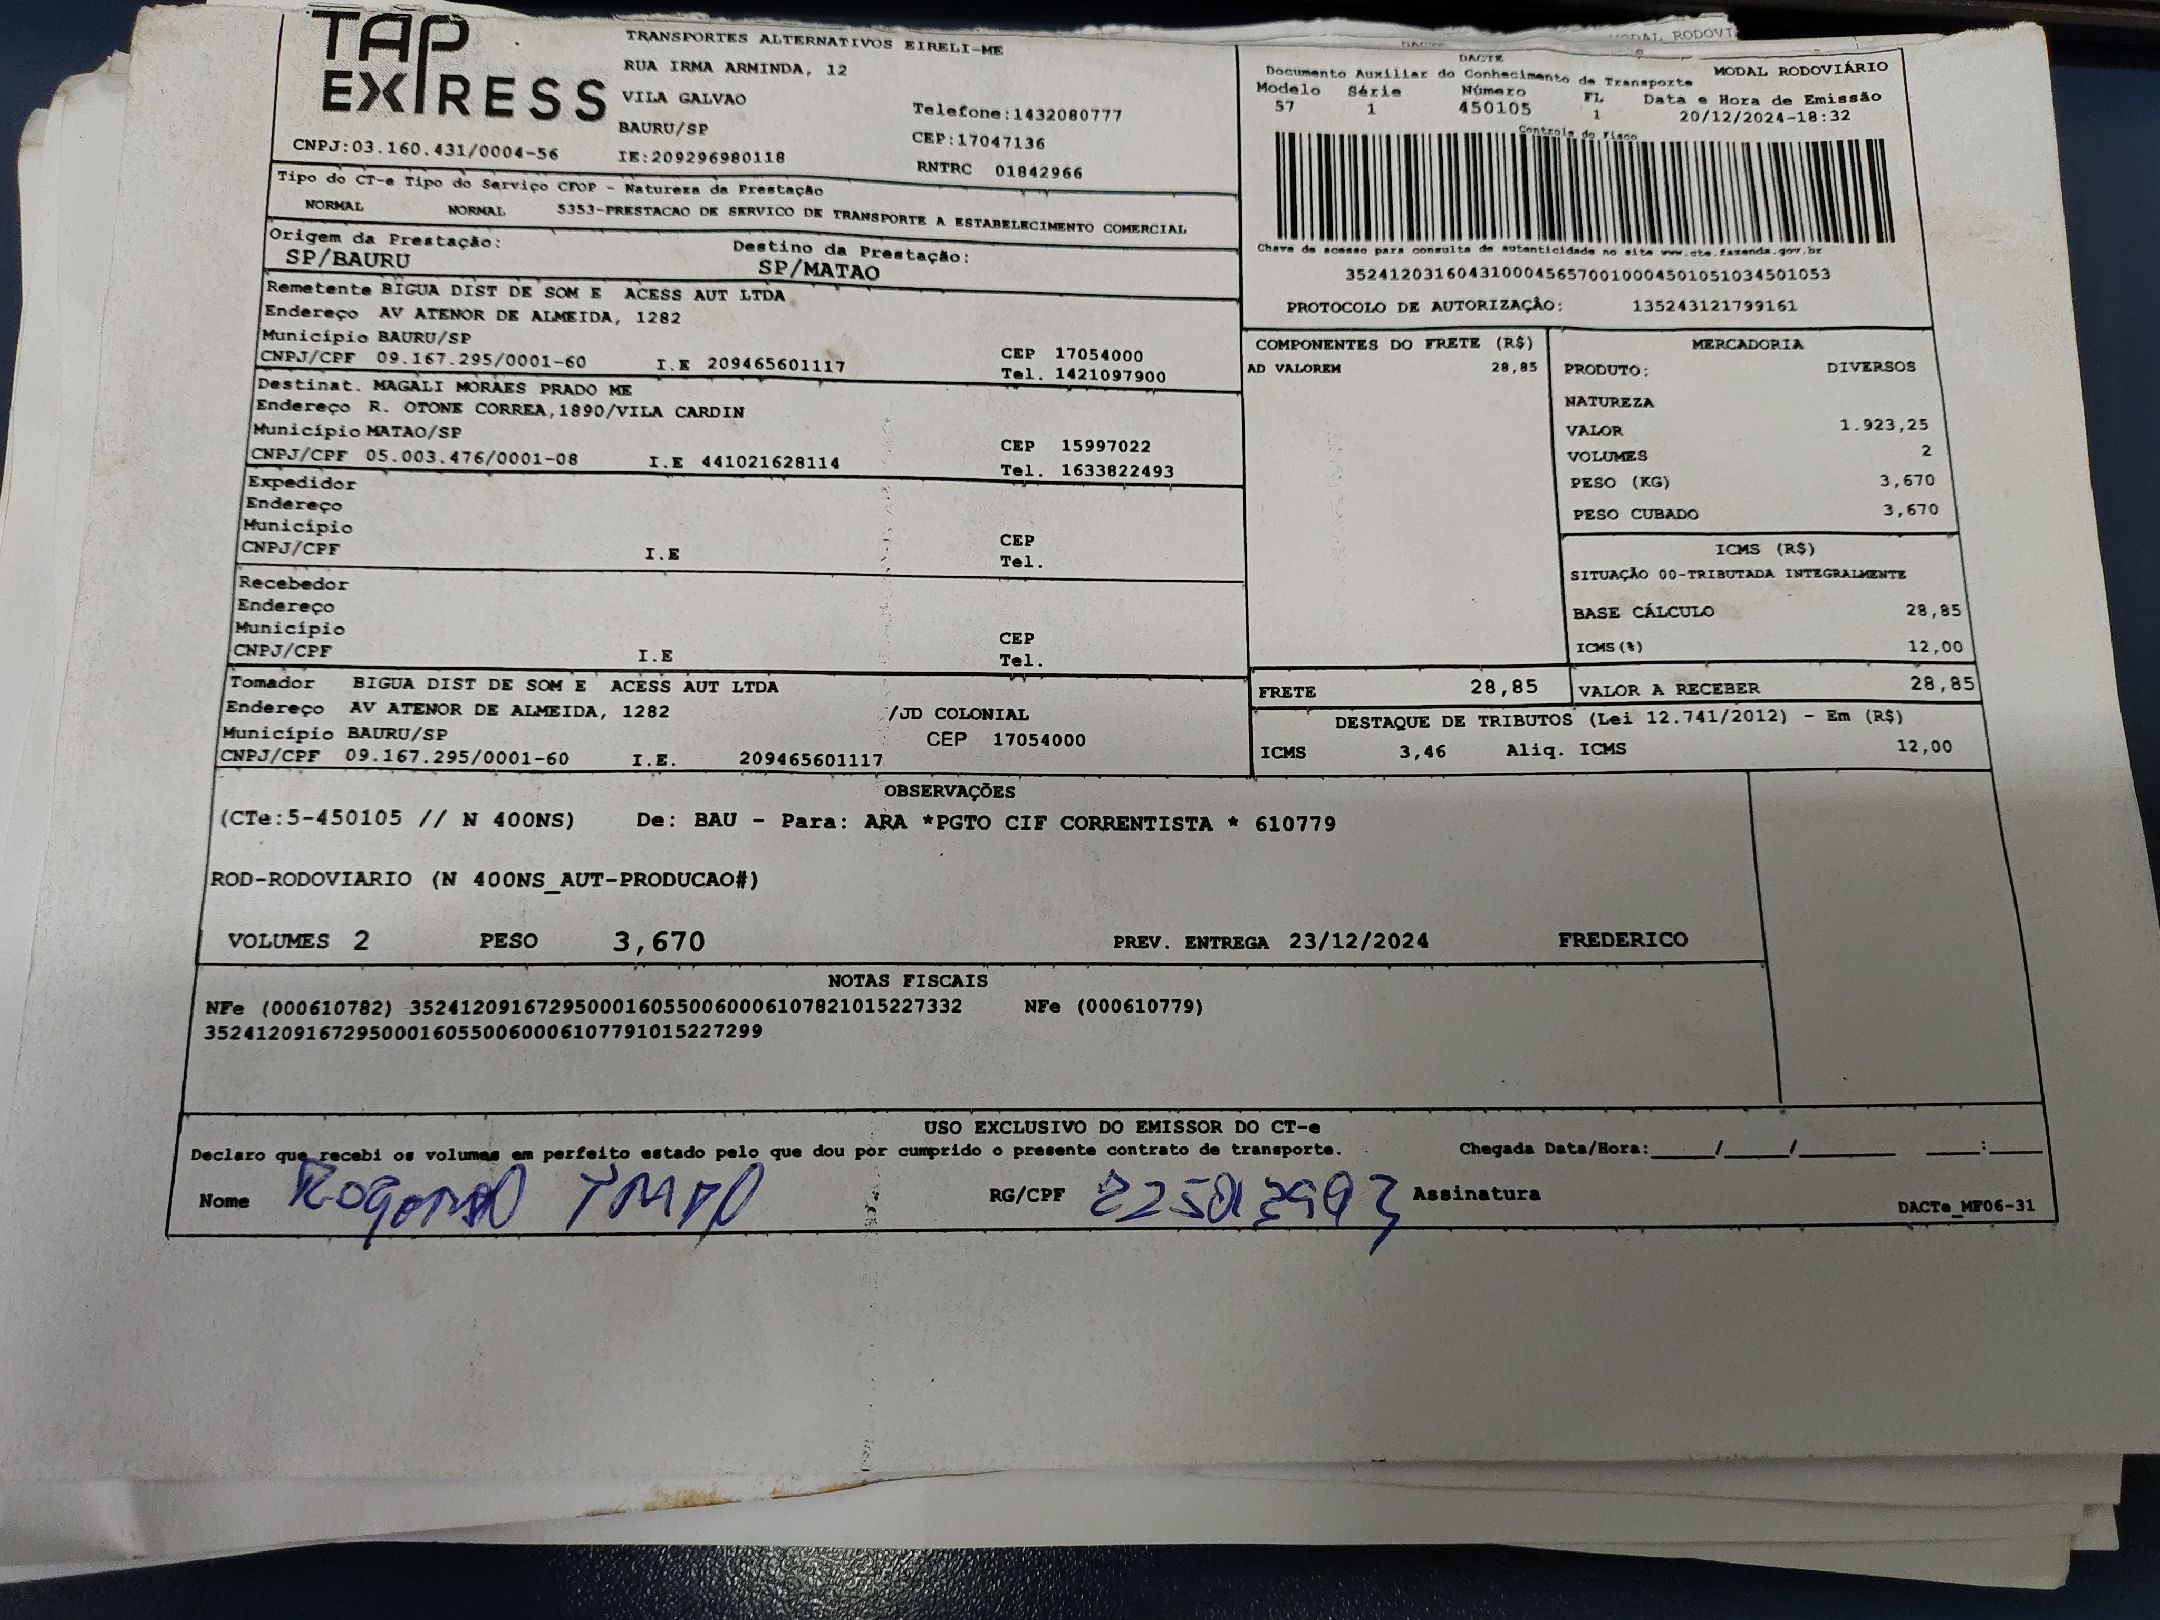 TAP EXPRESS
TRANSPORTES ALTERNATIVOS EIRELI-ME
RUA IRMA ARMINDA, 12
VILA GALVAO
BAURU/SP
Telefone:1432080777
CEP:17047136
CNPJ:03.160.431/0004-56
IE:209296980118
RNTRC 01842966
MODAL RODOVI
DACTE
Documento Auxiliar do Conhecimento de Transporte MODAL RODOVIÁRIO
Modelo Série Número FL Data e Hora de Emissão
57 1 450105 1 20/12/2024-18:32
Controle do Fisco
Chave de acesso para consulta de autenticidade no site www.cte.fazenda.gov.br
35241203160431000456570010004501051034501053
PROTOCOLO DE AUTORIZAÇÃO: 135243121799161
Tipo do CT-e Tipo do Serviço CFOP - Natureza da Prestação
NORMAL NORMAL 5353-PRESTACAO DE SERVICO DE TRANSPORTE A ESTABELECIMENTO COMERCIAL
Origem da Prestação: Destino da Prestação:
SP/BAURU SP/MATAO
Remetente BIGUA DIST DE SOM E ACESS AUT LTDA
Endereço AV ATENOR DE ALMEIDA, 1282
Município BAURU/SP CEP 17054000
CNPJ/CPF 09.167.295/0001-60 I.E 209465601117 Tel. 1421097900
Destinat. MAGALI MORAES PRADO ME
Endereço R. OTONE CORREA,1890/VILA CARDIN
Município MATAO/SP CEP 15997022
CNPJ/CPF 05.003.476/0001-08 I.E 441021628114 Tel. 1633822493
Expedidor
Endereço
Município CEP
CNPJ/CPF I.E Tel.
Recebedor
Endereço
Município CEP
CNPJ/CPF I.E Tel.
Tomador BIGUA DIST DE SOM E ACESS AUT LTDA
Endereço AV ATENOR DE ALMEIDA, 1282 /JD COLONIAL
Município BAURU/SP CEP 17054000
CNPJ/CPF 09.167.295/0001-60 I.E. 209465601117
COMPONENTES DO FRETE (R$)
AD VALOREM 28,85
MERCADORIA
PRODUTO: DIVERSOS
NATUREZA
VALOR 1.923,25
VOLUMES 2
PESO (KG) 3,670
PESO CUBADO 3,670
ICMS (R$)
SITUAÇÃO 00-TRIBUTADA INTEGRALMENTE
BASE CÁLCULO 28,85
ICMS(%) 12,00
FRETE 28,85 VALOR A RECEBER 28,85
DESTAQUE DE TRIBUTOS (Lei 12.741/2012) - Em (R$)
ICMS 3,46 Aliq. ICMS 12,00
OBSERVAÇÕES
(CTe:5-450105 // N 400NS) De: BAU - Para: ARA *PGTO CIF CORRENTISTA * 610779
ROD-RODOVIARIO (N 400NS_AUT-PRODUCAO#)
VOLUMES 2 PESO 3,670 PREV. ENTREGA 23/12/2024 FREDERICO
NOTAS FISCAIS
NFe (000610782) 35241209167295000160550060006107821015227332 NFe (000610779)
35241209167295000160550060006107791015227299
USO EXCLUSIVO DO EMISSOR DO CT-e
Declaro que recebi os volumes em perfeito estado pelo que dou por cumprido o presente contrato de transporte. Chegada Data/Hora:____/____/______ ____:____
Nome RG/CPF Assinatura
DACTe_MF06-31